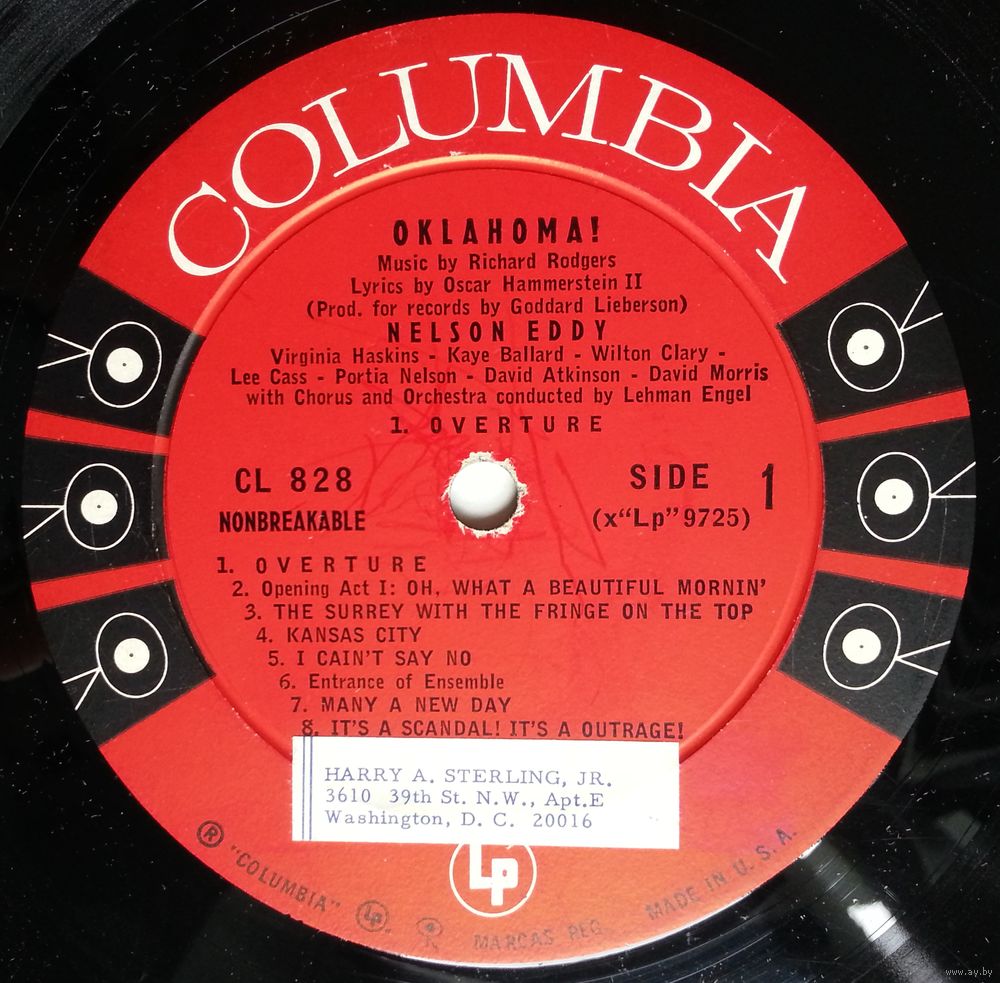 COLUMBIA
OKLAHOMA!
Music by Richard Rodgers
Lyrics by Oscar Hammerstein II
(Prod. for records by Goddard Lieberson)
NELSON EDDY
Virginia Haskins - Kaye Ballard - Wilton Clary -
Lee Cass - Portia Nelson - David Atkinson - David Morris
with Chorus and Orchestra conducted by Lehman Engel
1. OVERTURE
CL 828
NONBREAKABLE
SIDE 1
(x“Lp”9725)
1. OVERTURE
2. Opening Act I: OH, WHAT A BEAUTIFUL MORNIN’
3. THE SURREY WITH THE FRINGE ON THE TOP
4. KANSAS CITY
5. I CAIN’T SAY NO
6. Entrance of Ensemble
7. MANY A NEW DAY
8. IT’S A SCANDAL! IT’S A OUTRAGE!
HARRY A. STERLING, JR.
3610 39th St. N.W., Apt.E
Washington, D. C. 20016
Lp
® “COLUMBIA” Lp. MARCAS REG. MADE IN U. S. A.
www.ay.by